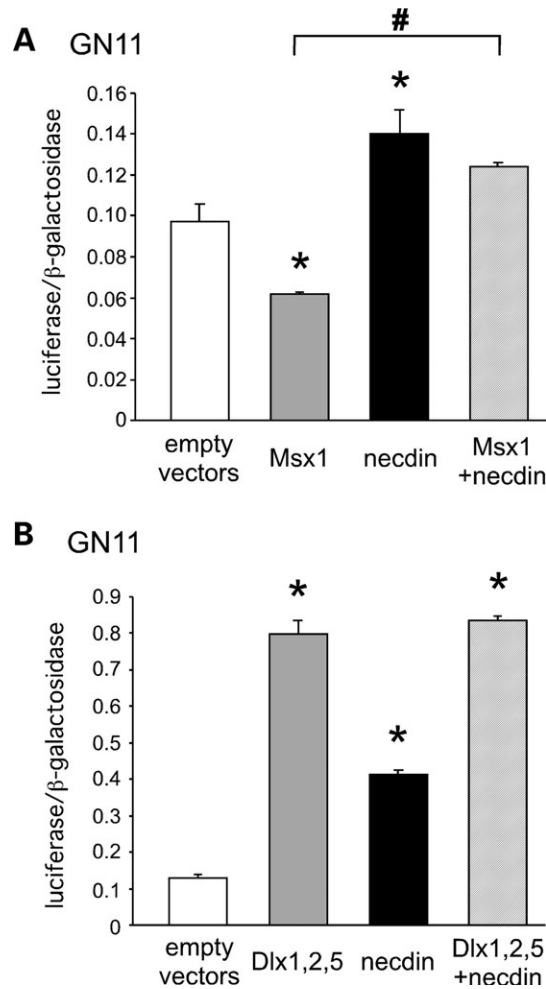 A GN11
#
luciferase/β-galactosidase
0.16
0.14
0.12
0.10
0.08
0.06
0.04
0.02
0
*
*
empty
vectors
Msx1
necdin
Msx1
+necdin
B GN11
luciferase/β-galactosidase
0.9
0.8
0.7
0.6
0.5
0.4
0.3
0.2
0.1
0
*
*
*
empty
vectors
Dlx1,2,5
necdin
Dlx1,2,5
+necdin